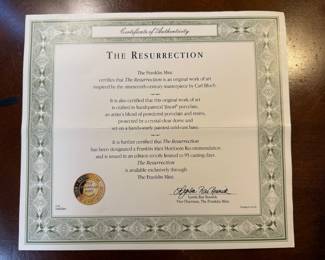 Certificate of Authenticity
THE RESURRECTION
The Franklin Mint
certifies that The Resurrection is an original work of art
inspired by the nineteenth-century masterpiece by Carl Bloch
It is also certified that this original work of art
is crafted in handpainted Tesori® porcelain,
an artist's blend of powdered porcelain and resins,
protected by a crystal-clear dome and
set on a handsomely painted cold-cast base.
It is further certified that The Resurrection
has been designated a Franklin Mint Heirloom Recommendation
and is issued in an edition strictly limited to 95 casting days.
The Resurrection
is available exclusively through
The Franklin Mint.
Lynda Rae Resnick
Vice Chairman, The Franklin Mint